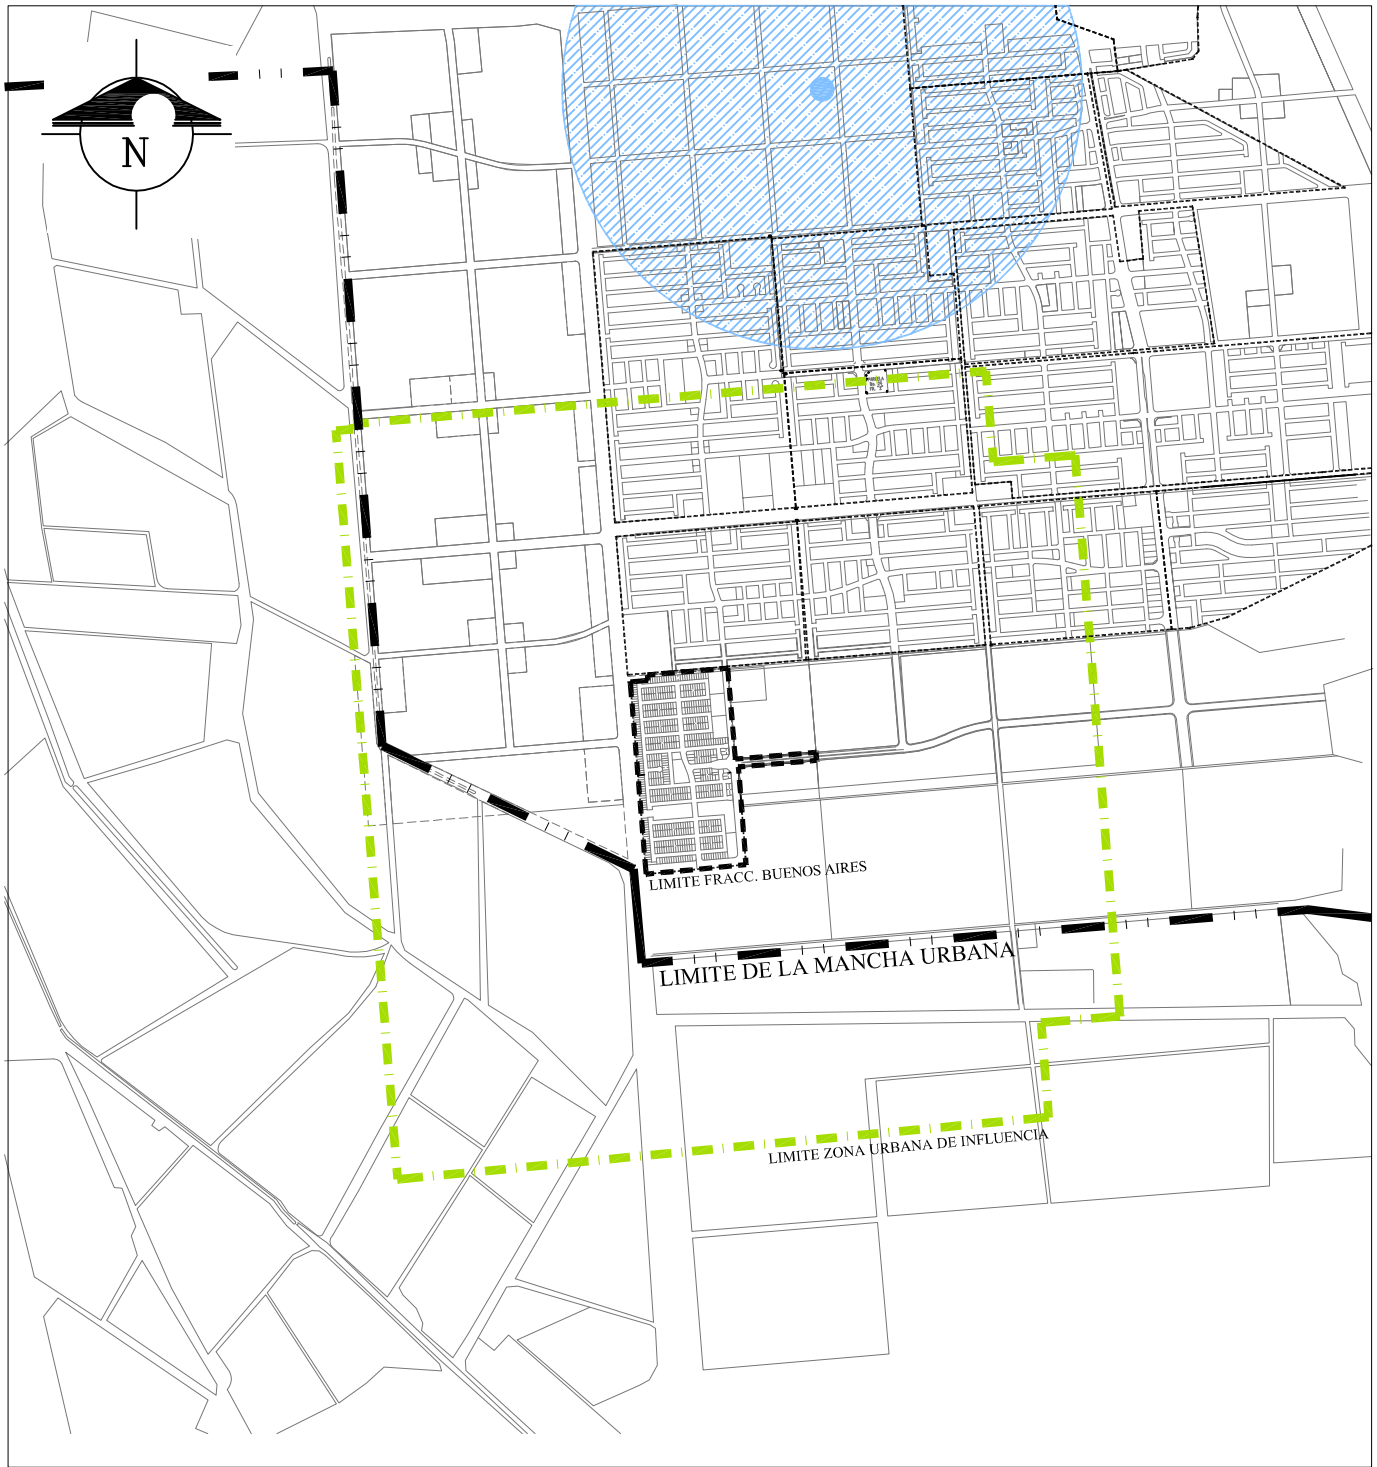 N
LIMITE FRACC. BUENOS AIRES
LIMITE DE LA MANCHA URBANA
LIMITE ZONA URBANA DE INFLUENCIA